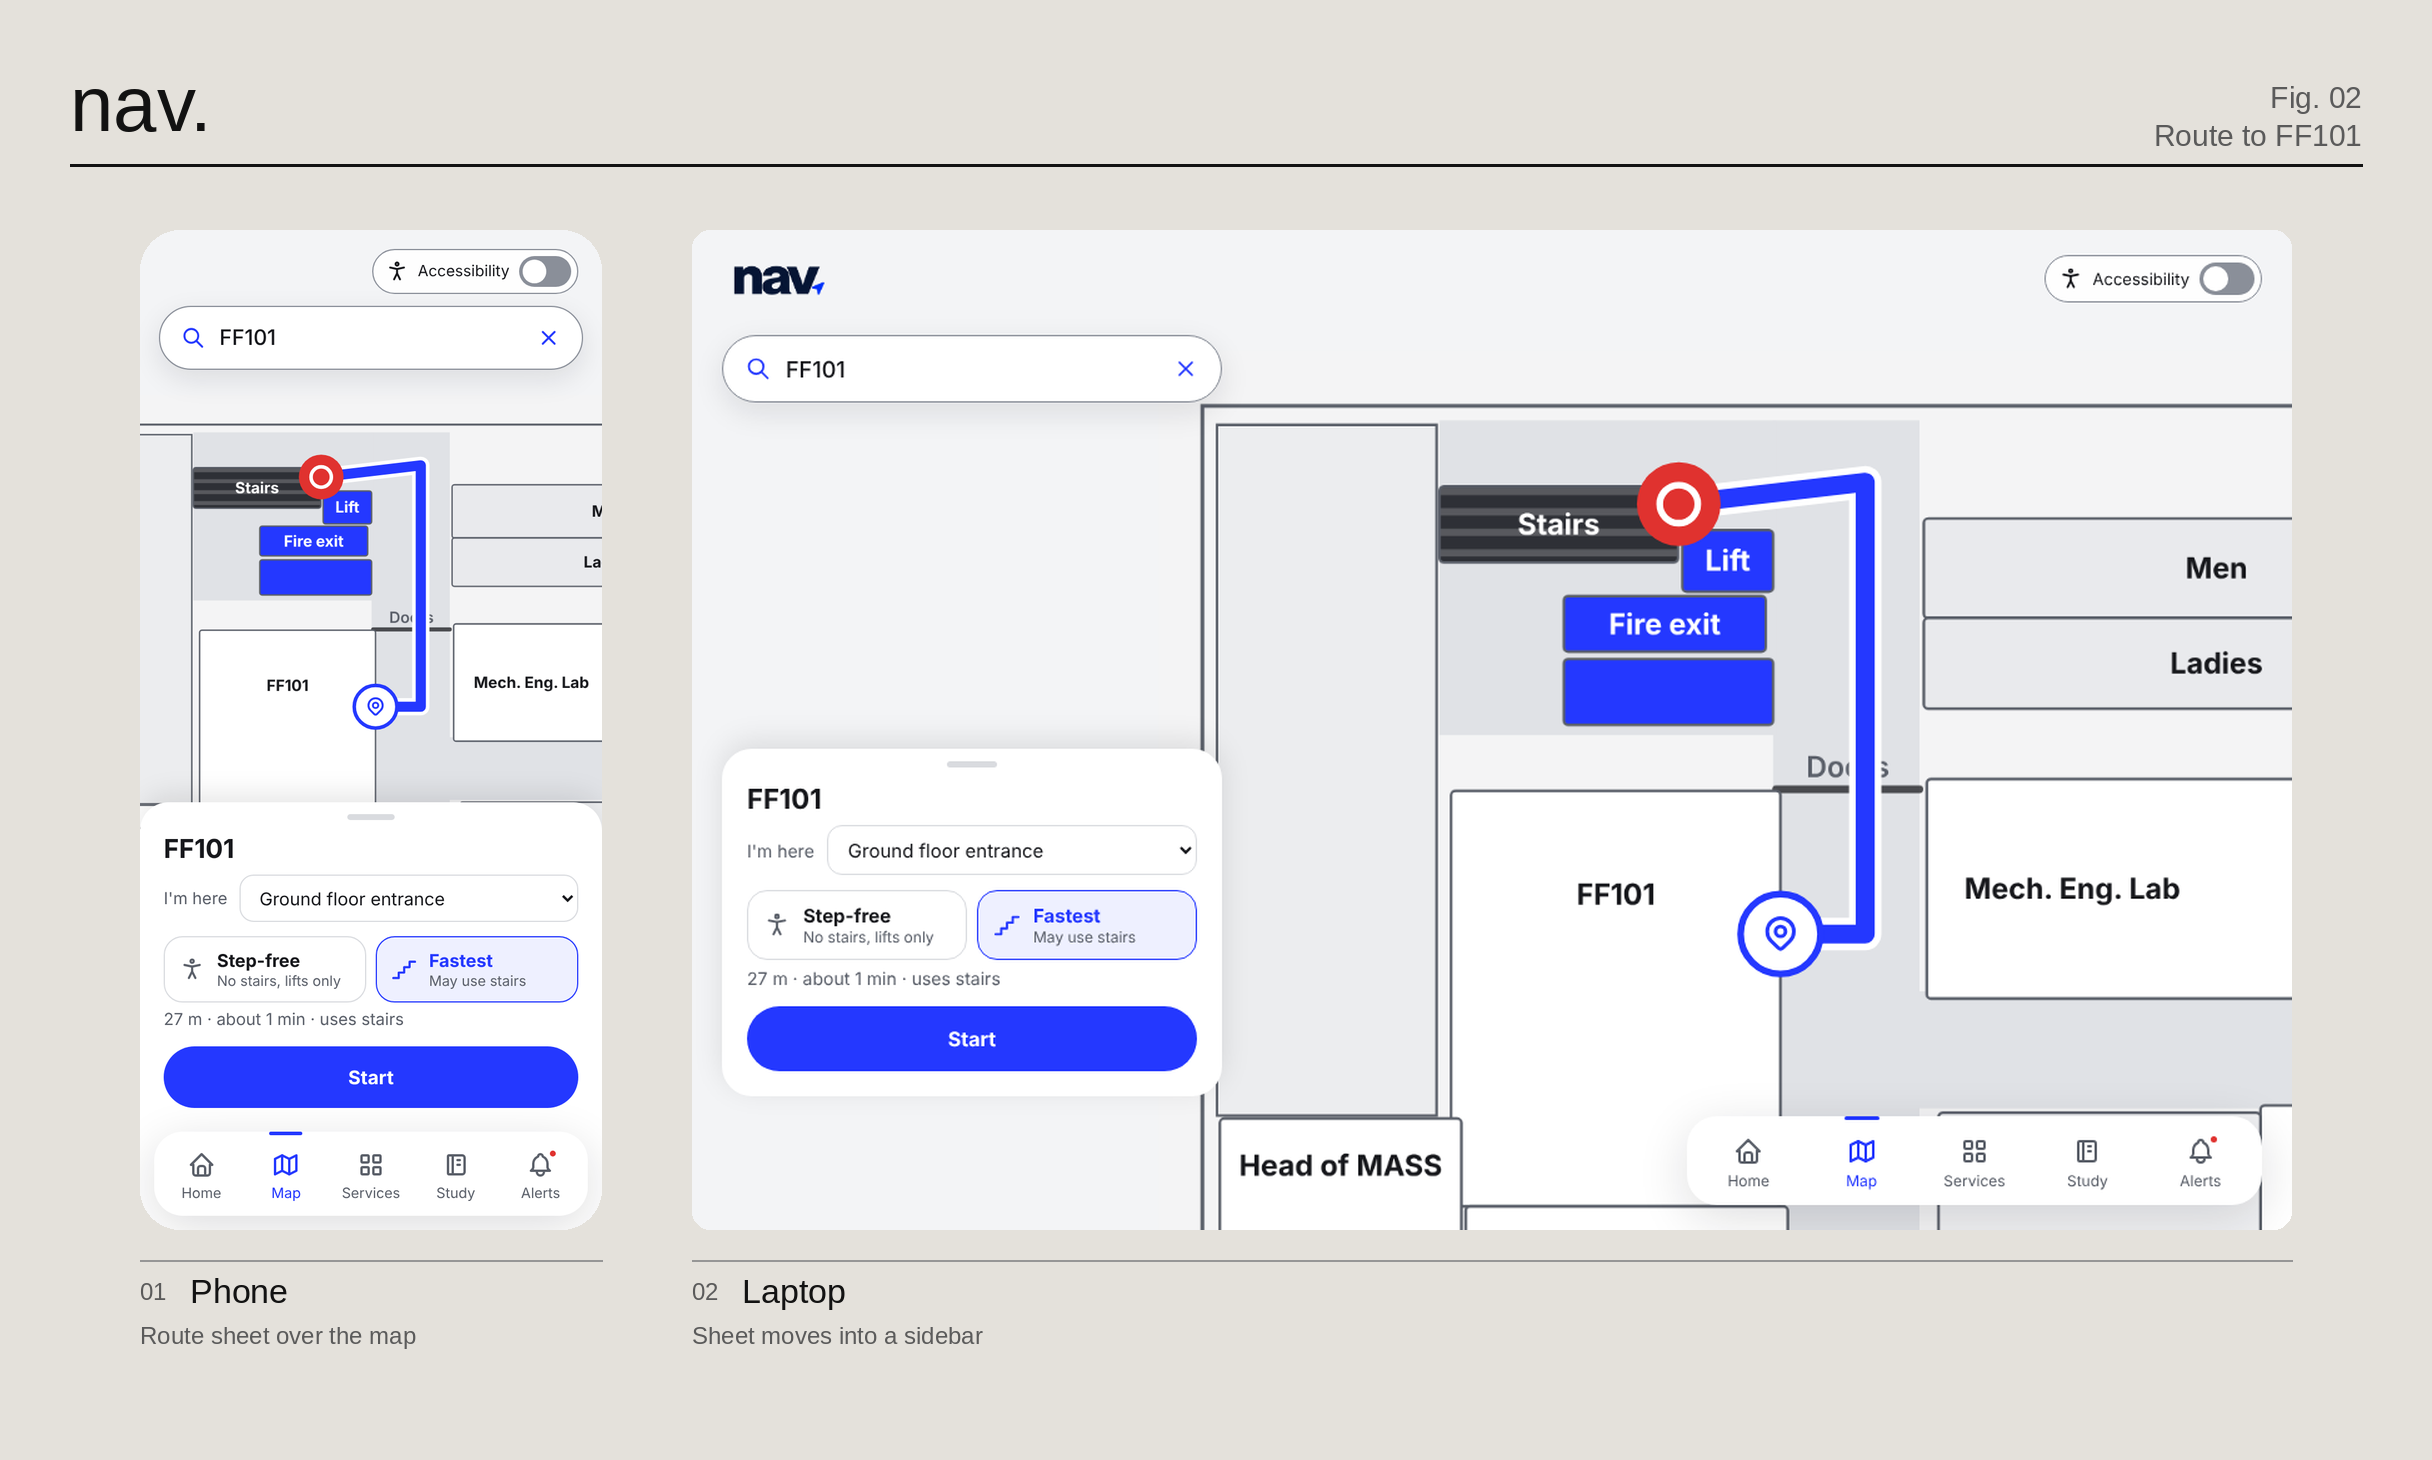 nav.
Fig. 02
Route to FF101
Accessibility
FF101
Stairs
Lift
Fire exit
M
La
Doors
FF101
Mech. Eng. Lab
FF101
I'm here
Ground floor entrance
Step-free
No stairs, lifts only
Fastest
May use stairs
27 m · about 1 min · uses stairs
Start
Home
Map
Services
Study
Alerts
nav
Accessibility
FF101
Stairs
Lift
Fire exit
Men
Ladies
Doors
FF101
Mech. Eng. Lab
Head of MASS
FF101
I'm here
Ground floor entrance
Step-free
No stairs, lifts only
Fastest
May use stairs
27 m · about 1 min · uses stairs
Start
Home
Map
Services
Study
Alerts
01 Phone
Route sheet over the map
02 Laptop
Sheet moves into a sidebar